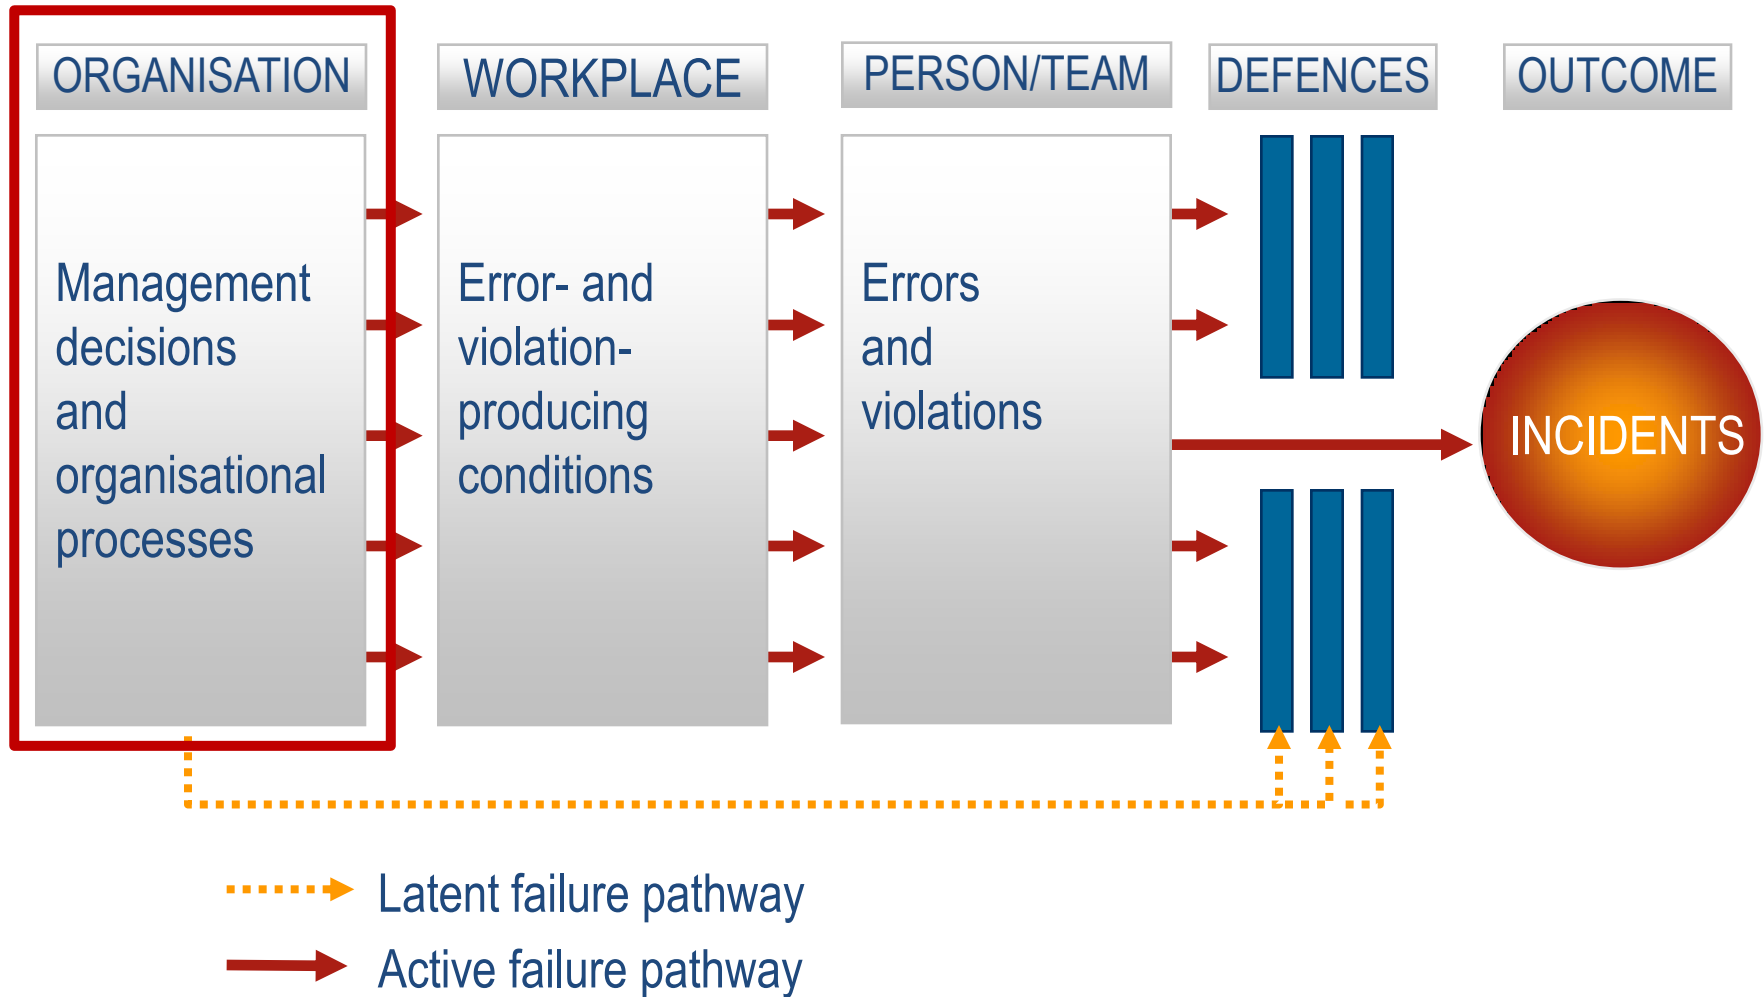 ORGANISATION
WORKPLACE
PERSON/TEAM
DEFENCES
OUTCOME
Management
decisions
and
organisational
processes
Error- and
violation-
producing
conditions
Errors
and
violations
INCIDENTS
Latent failure pathway
Active failure pathway